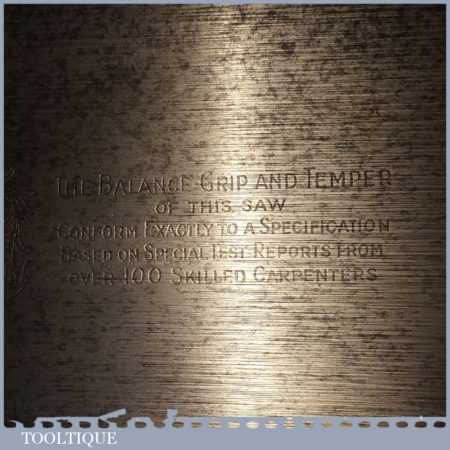 THE BALANCE GRIP AND TEMPER
OF THIS SAW
CONFORM EXACTLY TO A SPECIFICATION
BASED ON SPECIAL TEST REPORTS FROM
OVER 100 SKILLED CARPENTERS
TOOLTIQUE